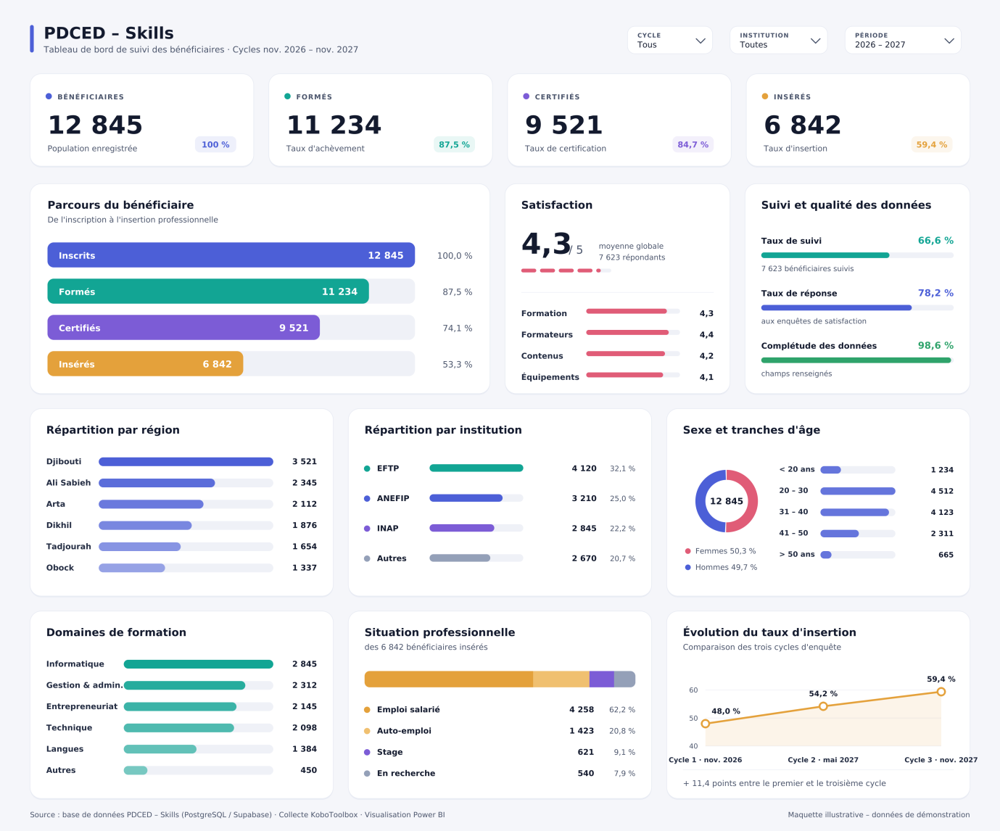 PDCED – Skills
Tableau de bord de suivi des bénéficiaires · Cycles nov. 2026 – nov. 2027
CYCLE
Tous
INSTITUTION
Toutes
PÉRIODE
2026 – 2027
BÉNÉFICIAIRES
12 845
Population enregistrée
100 %
FORMÉS
11 234
Taux d'achèvement
87,5 %
CERTIFIÉS
9 521
Taux de certification
84,7 %
INSÉRÉS
6 842
Taux d'insertion
59,4 %
Parcours du bénéficiaire
De l'inscription à l'insertion professionnelle
Inscrits 12 845 100,0 %
Formés 11 234 87,5 %
Certifiés 9 521 74,1 %
Insérés 6 842 53,3 %
Satisfaction
4,3 / 5
moyenne globale
7 623 répondants
Formation 4,3
Formateurs 4,4
Contenus 4,2
Équipements 4,1
Suivi et qualité des données
Taux de suivi 66,6 %
7 623 bénéficiaires suivis
Taux de réponse 78,2 %
aux enquêtes de satisfaction
Complétude des données 98,6 %
champs renseignés
Répartition par région
Djibouti 3 521
Ali Sabieh 2 345
Arta 2 112
Dikhil 1 876
Tadjourah 1 654
Obock 1 337
Répartition par institution
EFTP 4 120 32,1 %
ANEFIP 3 210 25,0 %
INAP 2 845 22,2 %
Autres 2 670 20,7 %
Sexe et tranches d'âge
12 845
Femmes 50,3 %
Hommes 49,7 %
< 20 ans 1 234
20 – 30 4 512
31 – 40 4 123
41 – 50 2 311
> 50 ans 665
Domaines de formation
Informatique 2 845
Gestion & admin. 2 312
Entrepreneuriat 2 145
Technique 2 098
Langues 1 384
Autres 450
Situation professionnelle
des 6 842 bénéficiaires insérés
Emploi salarié 4 258 62,2 %
Auto-emploi 1 423 20,8 %
Stage 621 9,1 %
En recherche 540 7,9 %
Évolution du taux d'insertion
Comparaison des trois cycles d'enquête
60
50
40
48,0 %
54,2 %
59,4 %
Cycle 1 · nov. 2026
Cycle 2 · mai 2027
Cycle 3 · nov. 2027
+ 11,4 points entre le premier et le troisième cycle
Source : base de données PDCED – Skills (PostgreSQL / Supabase) · Collecte KoboToolbox · Visualisation Power BI
Maquette illustrative – données de démonstration